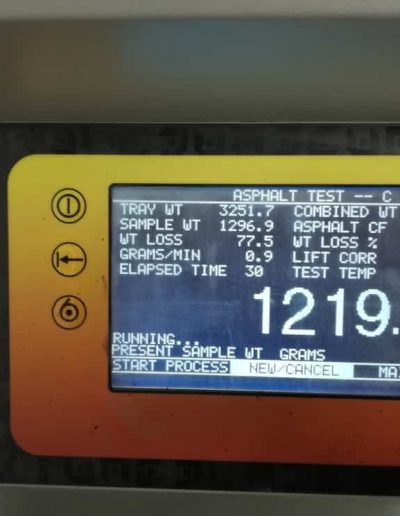 ASPHALT TEST -- C
TRAY WT 3251.7 COMBINED WT
SAMPLE WT 1296.9 ASPHALT CF
WT LOSS 77.5 WT LOSS %
GRAMS/MIN 0.9 LIFT CORR
ELAPSED TIME 30 TEST TEMP
1219.
RUNNING...
PRESENT SAMPLE WT GRAMS
START PROCESS NEW/CANCEL MA